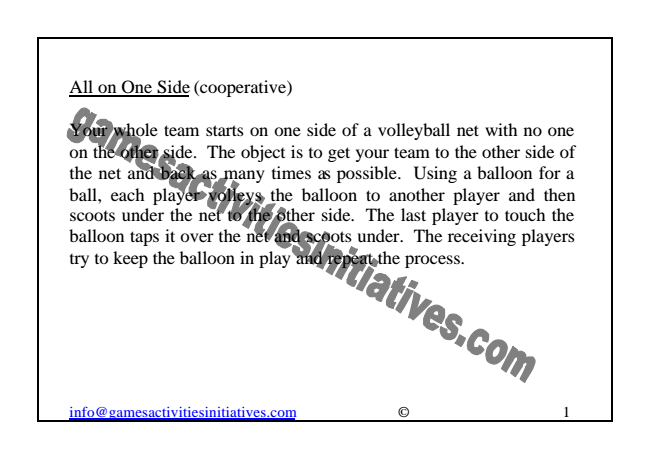 All on One Side (cooperative)
Your whole team starts on one side of a volleyball net with no one
on the other side. The object is to get your team to the other side of
the net and back as many times as possible. Using a balloon for a
ball, each player volleys the balloon to another player and then
scoots under the net to the other side. The last player to touch the
balloon taps it over the net and scoots under. The receiving players
try to keep the balloon in play and repeat the process.
gamesactivitiesinitiatives.com
info@gamesactivitiesinitiatives.com © 1